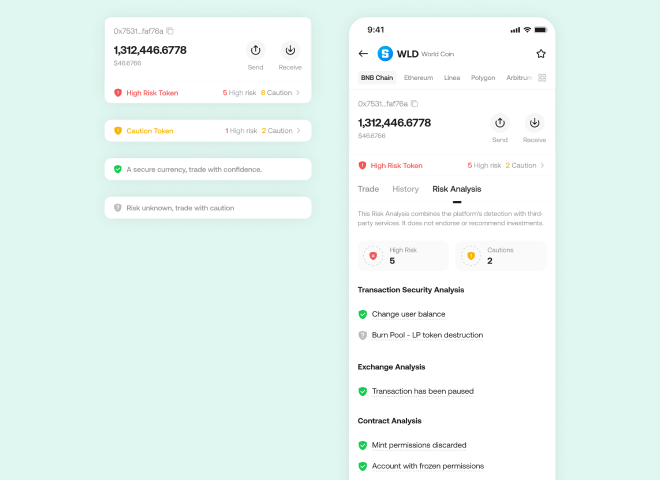 0x7531...faf76a
1,312,446.6778
$46.6766
Send
Receive
High Risk Token
5 High risk 8 Caution
Caution Token
1 High risk 2 Caution
A secure currency, trade with confidence.
Risk unknown, trade with caution
9:41
WLD World Coin
BNB Chain Ethereum Linea Polygon Arbitrum
0x7531...faf76a
1,312,446.6778
$46.6766
Send
Receive
High Risk Token
5 High risk 2 Caution
Trade History Risk Analysis
This Risk Analysis combines the platform's detection with third-
party services. It does not endorse or recommend investments.
High Risk
5
Cautions
2
Transaction Security Analysis
Change user balance
Burn Pool - LP token destruction
Exchange Analysis
Transaction has been paused
Contract Analysis
Mint permissions discarded
Account with frozen permissions